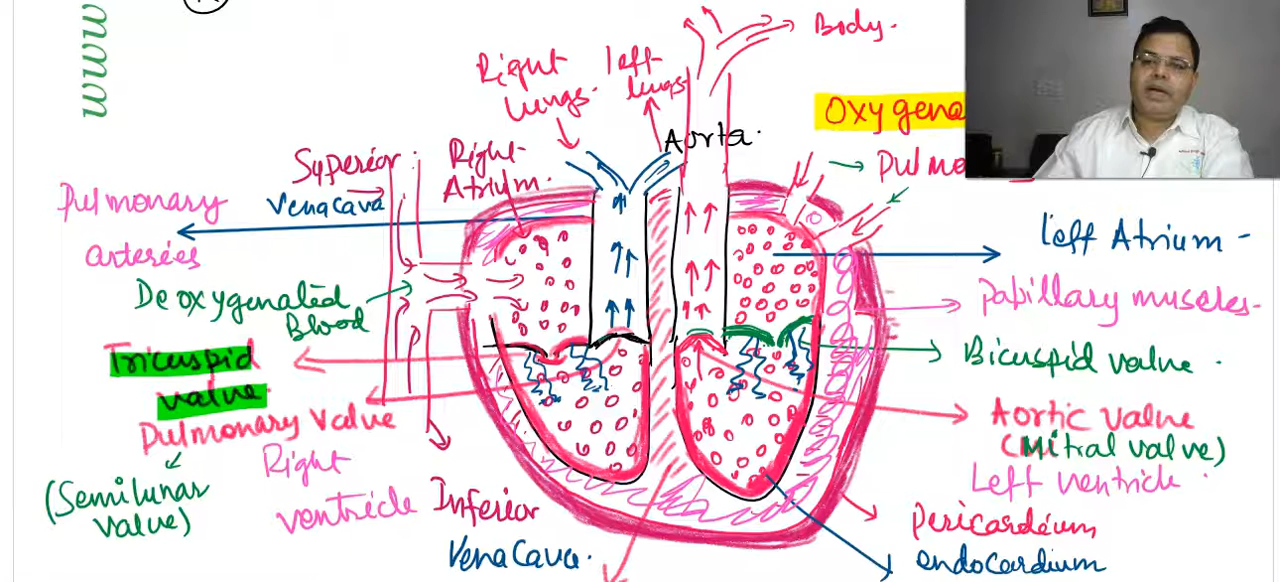 www
Right
lungs.
left
lungs
Body.
Oxygena
Aorta.
Superior
Venacava
Right
Atrium.
Pulmonary
arteries
Deoxygenated
Blood
Tricuspid
valve
Pulmonary valve
(Semilunar
valve)
Right
ventricle
Inferior
Venacava.
Pulmo
left Atrium -
Papillary muscles-
Bicuspid valve.
Aortic valve
(Mitral valve)
Left ventricle.
Pericardium
endocardium